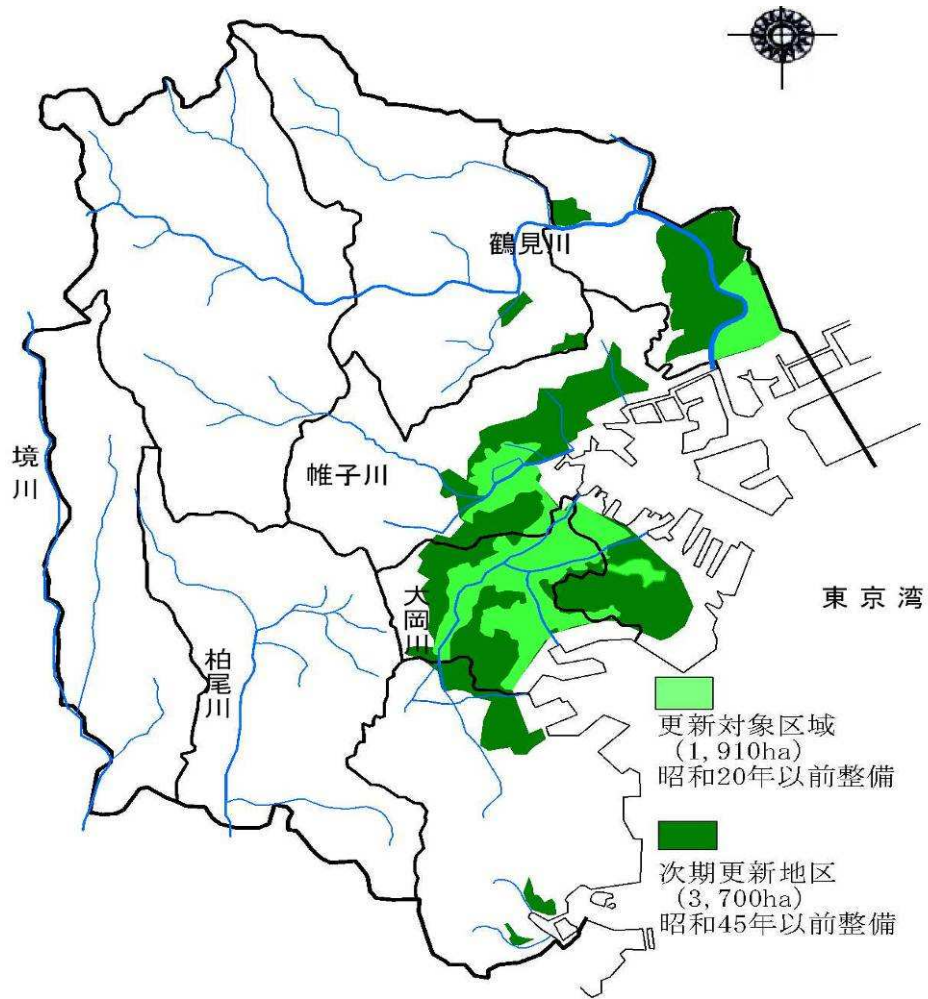 鶴見川
境川
帷子川
大岡川
柏尾川
東京湾
更新対象区域
(1,910ha)
昭和20年以前整備
次期更新地区
(3,700ha)
昭和45年以前整備